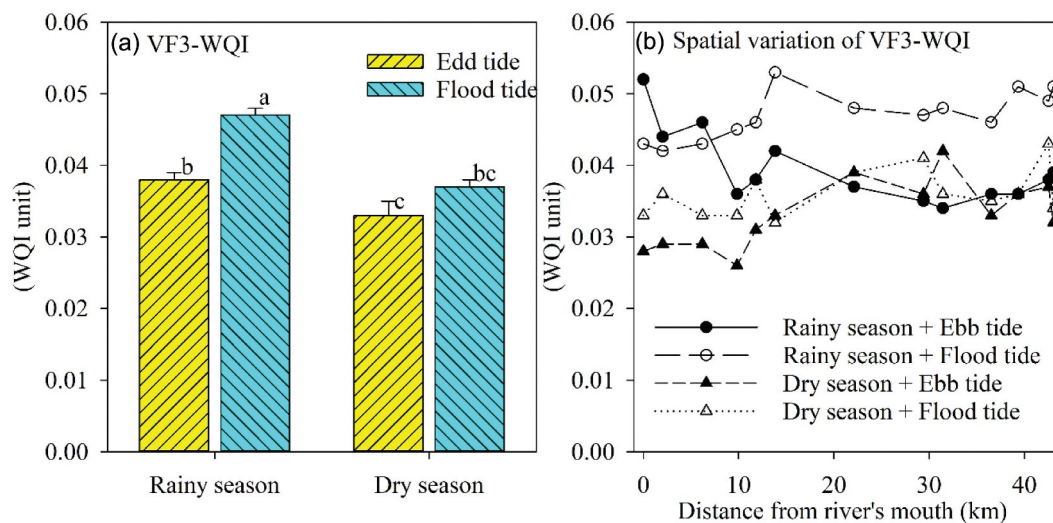 (a) VF3-WQI
Edd tide
Flood tide
0.06
0.05
0.04
0.03
0.02
0.01
0.00
(WQI unit)
b
a
c
bc
Rainy season
Dry season
(b) Spatial variation of VF3-WQI
0.06
0.05
0.04
0.03
0.02
0.01
0.00
(WQI unit)
Rainy season + Ebb tide
Rainy season + Flood tide
Dry season + Ebb tide
Dry season + Flood tide
0
10
20
30
40
Distance from river's mouth (km)